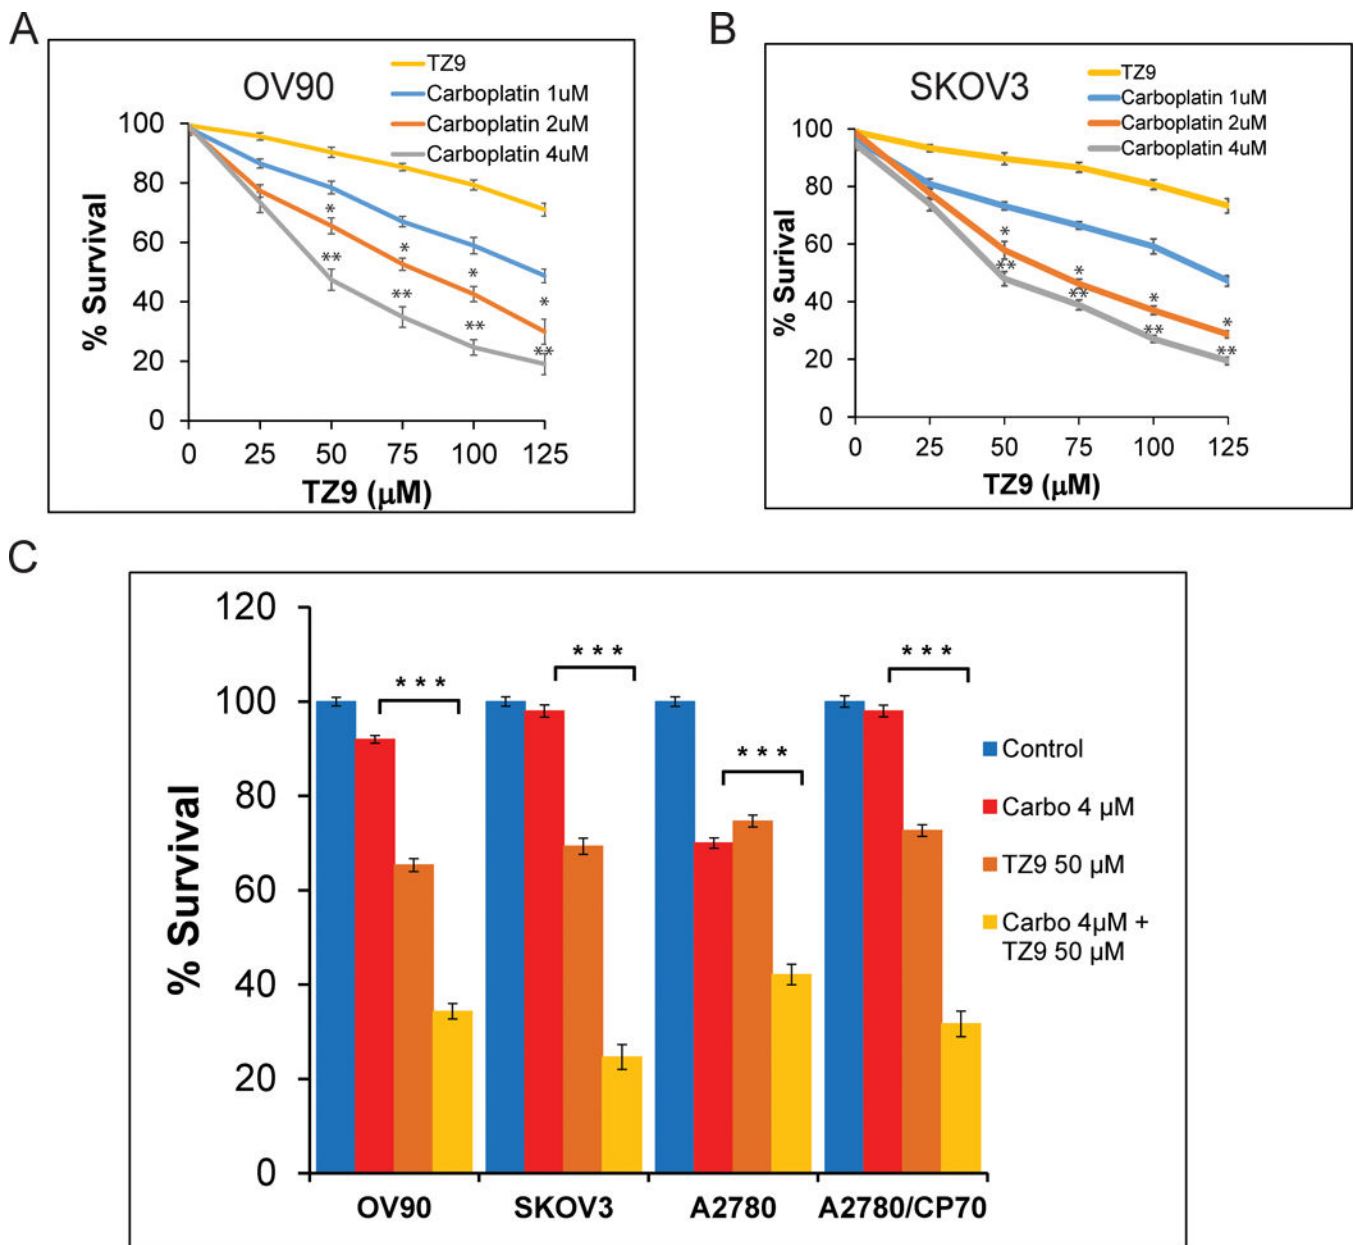 A
OV90
TZ9
Carboplatin 1uM
Carboplatin 2uM
Carboplatin 4uM
% Survival
100
80
60
40
20
0
*
**
*
**
*
**
*
**
0 25 50 75 100 125
TZ9 (µM)
B
SKOV3
TZ9
Carboplatin 1uM
Carboplatin 2uM
Carboplatin 4uM
% Surival
100
80
60
40
20
0
*
**
*
**
*
**
*
**
0 25 50 75 100 125
TZ9 (µM)
C
% Survival
120
100
80
60
40
20
0
* * *
* * *
* * *
* * *
Control
Carbo 4 µM
TZ9 50 µM
Carbo 4µM +
TZ9 50 µM
OV90 SKOV3 A2780 A2780/CP70